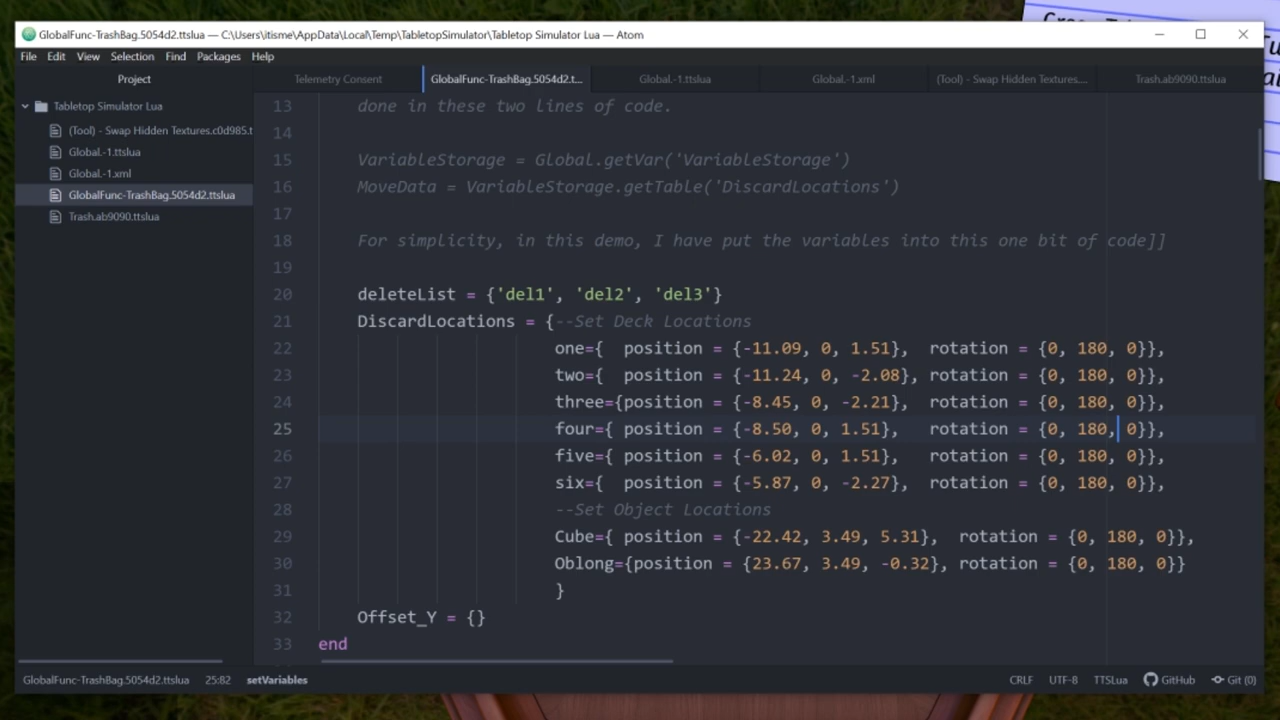 GlobalFunc-TrashBag.5054d2.ttslua — C:\Users\itisme\AppData\Local\Temp\TabletopSimulator\Tabletop Simulator Lua — Atom
File Edit View Selection Find Packages Help
Project
Telemetry Consent
GlobalFunc-TrashBag.5054d2.t...
Global.-1.ttslua
Global.-1.xml
(Tool) - Swap Hidden Textures....
Trash.ab9090.ttslua
Tabletop Simulator Lua
(Tool) - Swap Hidden Textures.c0d985.t
Global.-1.ttslua
Global.-1.xml
GlobalFunc-TrashBag.5054d2.ttslua
Trash.ab9090.ttslua
13 done in these two lines of code.
14
15 VariableStorage = Global.getVar('VariableStorage')
16 MoveData = VariableStorage.getTable('DiscardLocations')
17
18 For simplicity, in this demo, I have put the variables into this one bit of code]]
19
20 deleteList = {'del1', 'del2', 'del3'}
21 DiscardLocations = {--Set Deck Locations
22 one={  position = {-11.09, 0, 1.51},  rotation = {0, 180, 0}},
23 two={  position = {-11.24, 0, -2.08}, rotation = {0, 180, 0}},
24 three={position = {-8.45, 0, -2.21},  rotation = {0, 180, 0}},
25 four={ position = {-8.50, 0, 1.51},   rotation = {0, 180, 0}},
26 five={ position = {-6.02, 0, 1.51},   rotation = {0, 180, 0}},
27 six={  position = {-5.87, 0, -2.27},  rotation = {0, 180, 0}},
28 --Set Object Locations
29 Cube={ position = {-22.42, 3.49, 5.31},  rotation = {0, 180, 0}},
30 Oblong={position = {23.67, 3.49, -0.32}, rotation = {0, 180, 0}}
31 }
32 Offset_Y = {}
33 end
GlobalFunc-TrashBag.5054d2.ttslua 25:82 setVariables CRLF UTF-8 TTSLua GitHub Git (0)